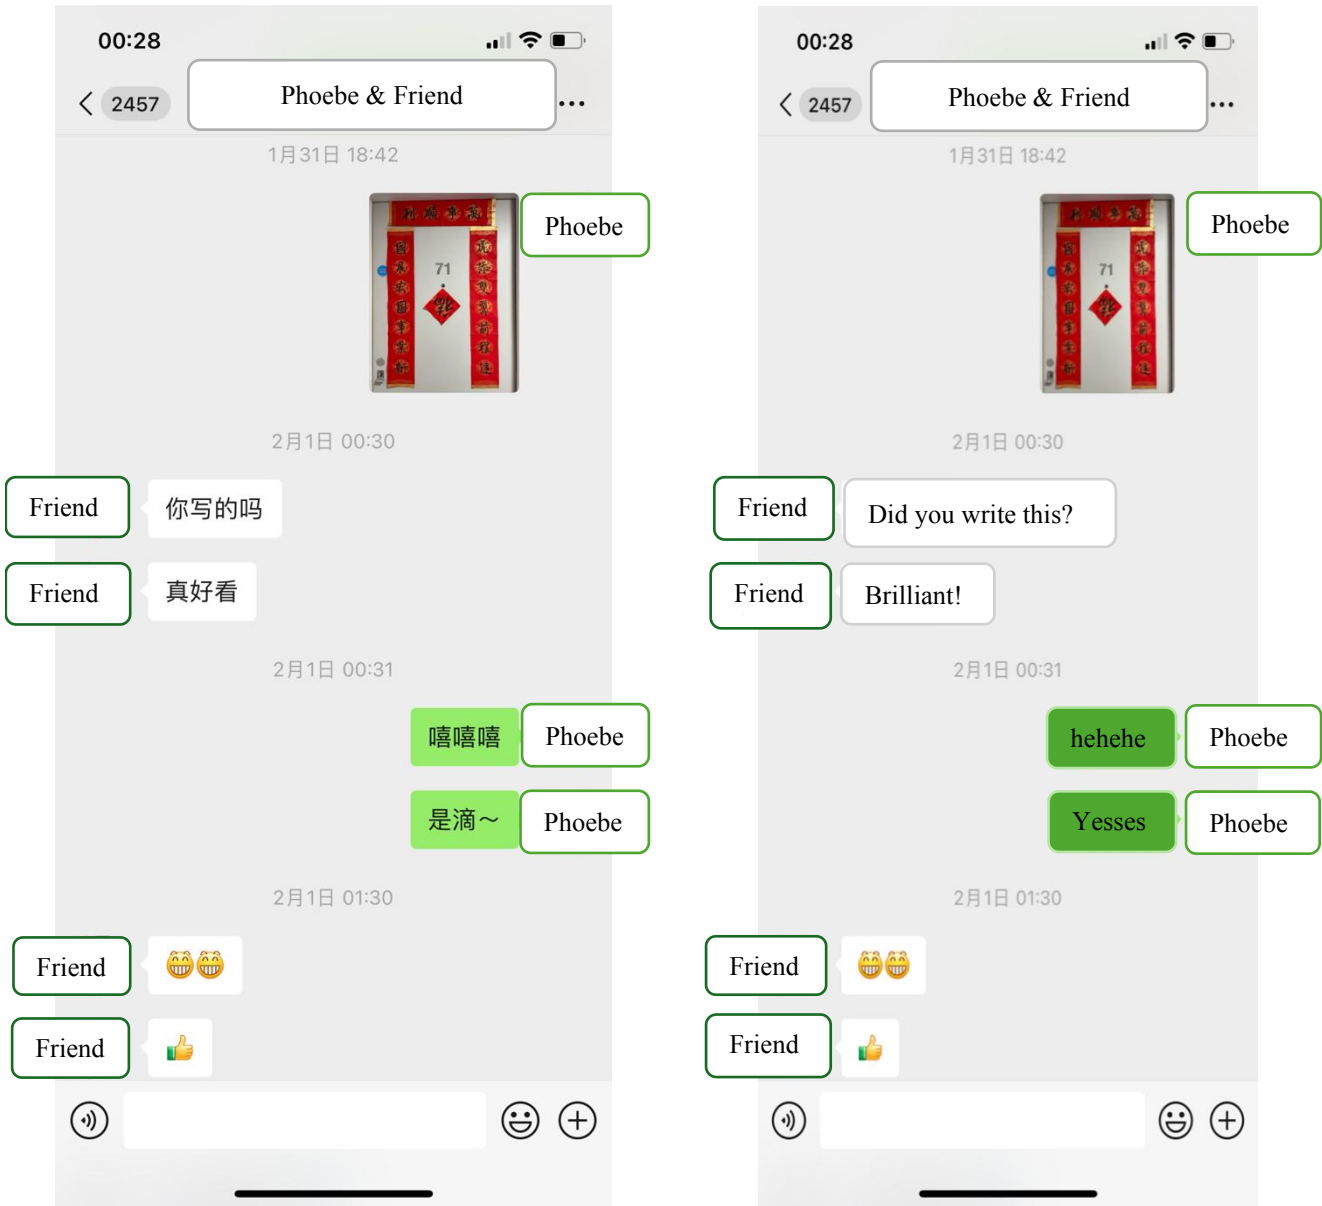 00:28
2457
Phoebe & Friend
1月31日 18:42
Phoebe
71
2月1日 00:30
Friend
你写的吗
Friend
真好看
2月1日 00:31
嘻嘻嘻
Phoebe
是滴～
Phoebe
2月1日 01:30
Friend
Friend
00:28
2457
Phoebe & Friend
1月31日 18:42
Phoebe
71
2月1日 00:30
Friend
Did you write this?
Friend
Brilliant!
2月1日 00:31
hehehe
Phoebe
Yesses
Phoebe
2月1日 01:30
Friend
Friend